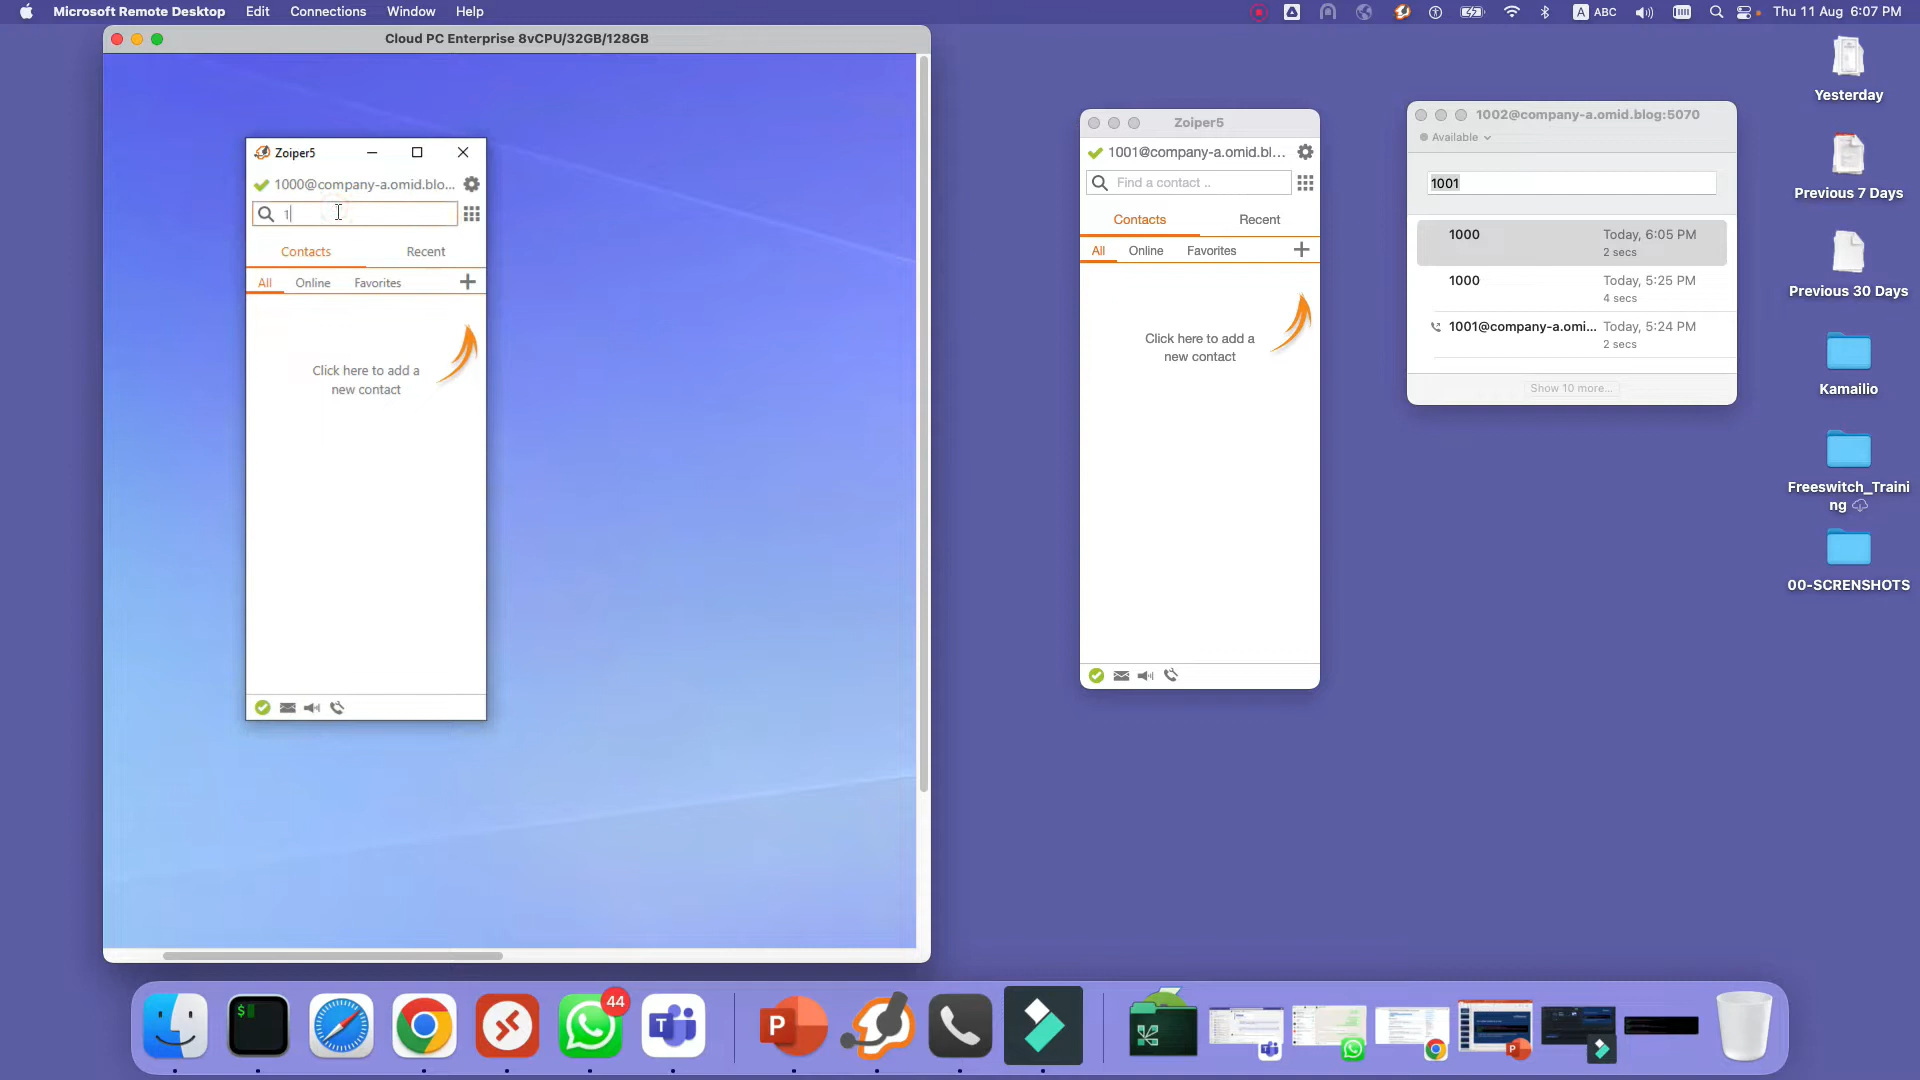 Microsoft Remote Desktop Edit Connections Window Help
A ABC Thu 11 Aug 6:07 PM
Cloud PC Enterprise 8vCPU/32GB/128GB
Zoiper5
1000@company-a.omid.blo...
1
Contacts Recent
All Online Favorites
Click here to add a
new contact
Zoiper5
1001@company-a.omid.bl...
Find a contact ..
Contacts Recent
All Online Favorites
Click here to add a
new contact
1002@company-a.omid.blog:5070
Available
1001
1000 Today, 6:05 PM
2 secs
1000 Today, 5:25 PM
4 secs
1001@company-a.omi... Today, 5:24 PM
2 secs
Show 10 more...
Yesterday
Previous 7 Days
Previous 30 Days
Kamailio
Freeswitch_Traini
ng
00-SCRENSHOTS
44